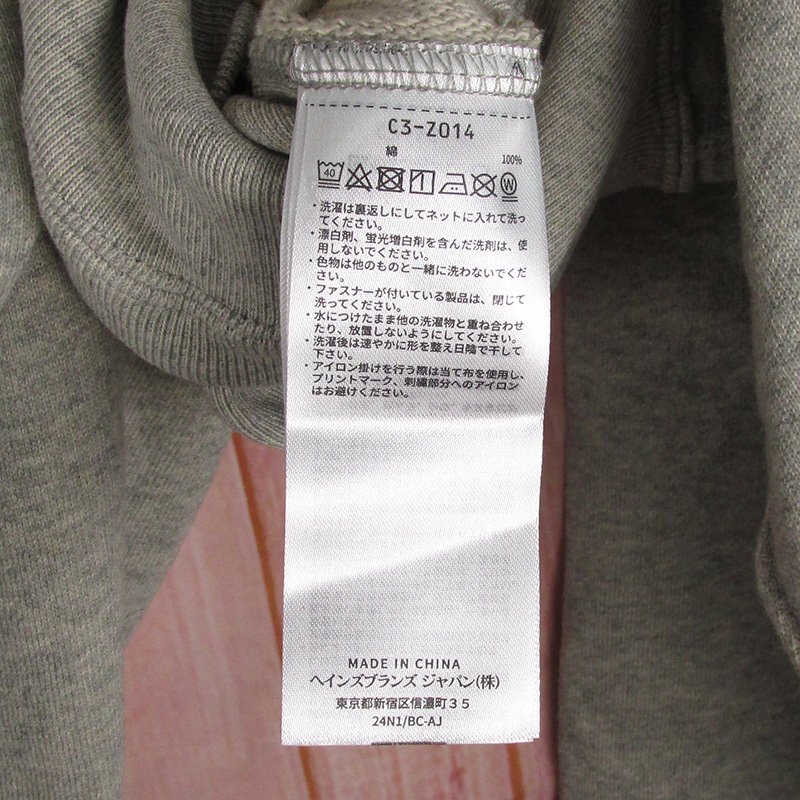 C3-Z014
綿 100%
40 W
・洗濯は裏返しにしてネットに入れて洗っ
てください。
・漂白剤、蛍光増白剤を含んだ洗剤は、使
用しないでください。
・色物は他のものと一緒に洗わないでくだ
さい。
・ファスナーが付いている製品は、閉じて
洗ってください。
・水につけたまま他の洗濯物と重ね合わせ
たり、放置しないようにしてください。
・洗濯後は速やかに形を整え日陰で干して
下さい。
・アイロン掛けを行う際は当て布を使用し、
プリントマーク、刺繍部分へのアイロン
はお避けください。
MADE IN CHINA
ヘインズブランズ ジャパン(株)
東京都新宿区信濃町35
24N1/BC-AJ